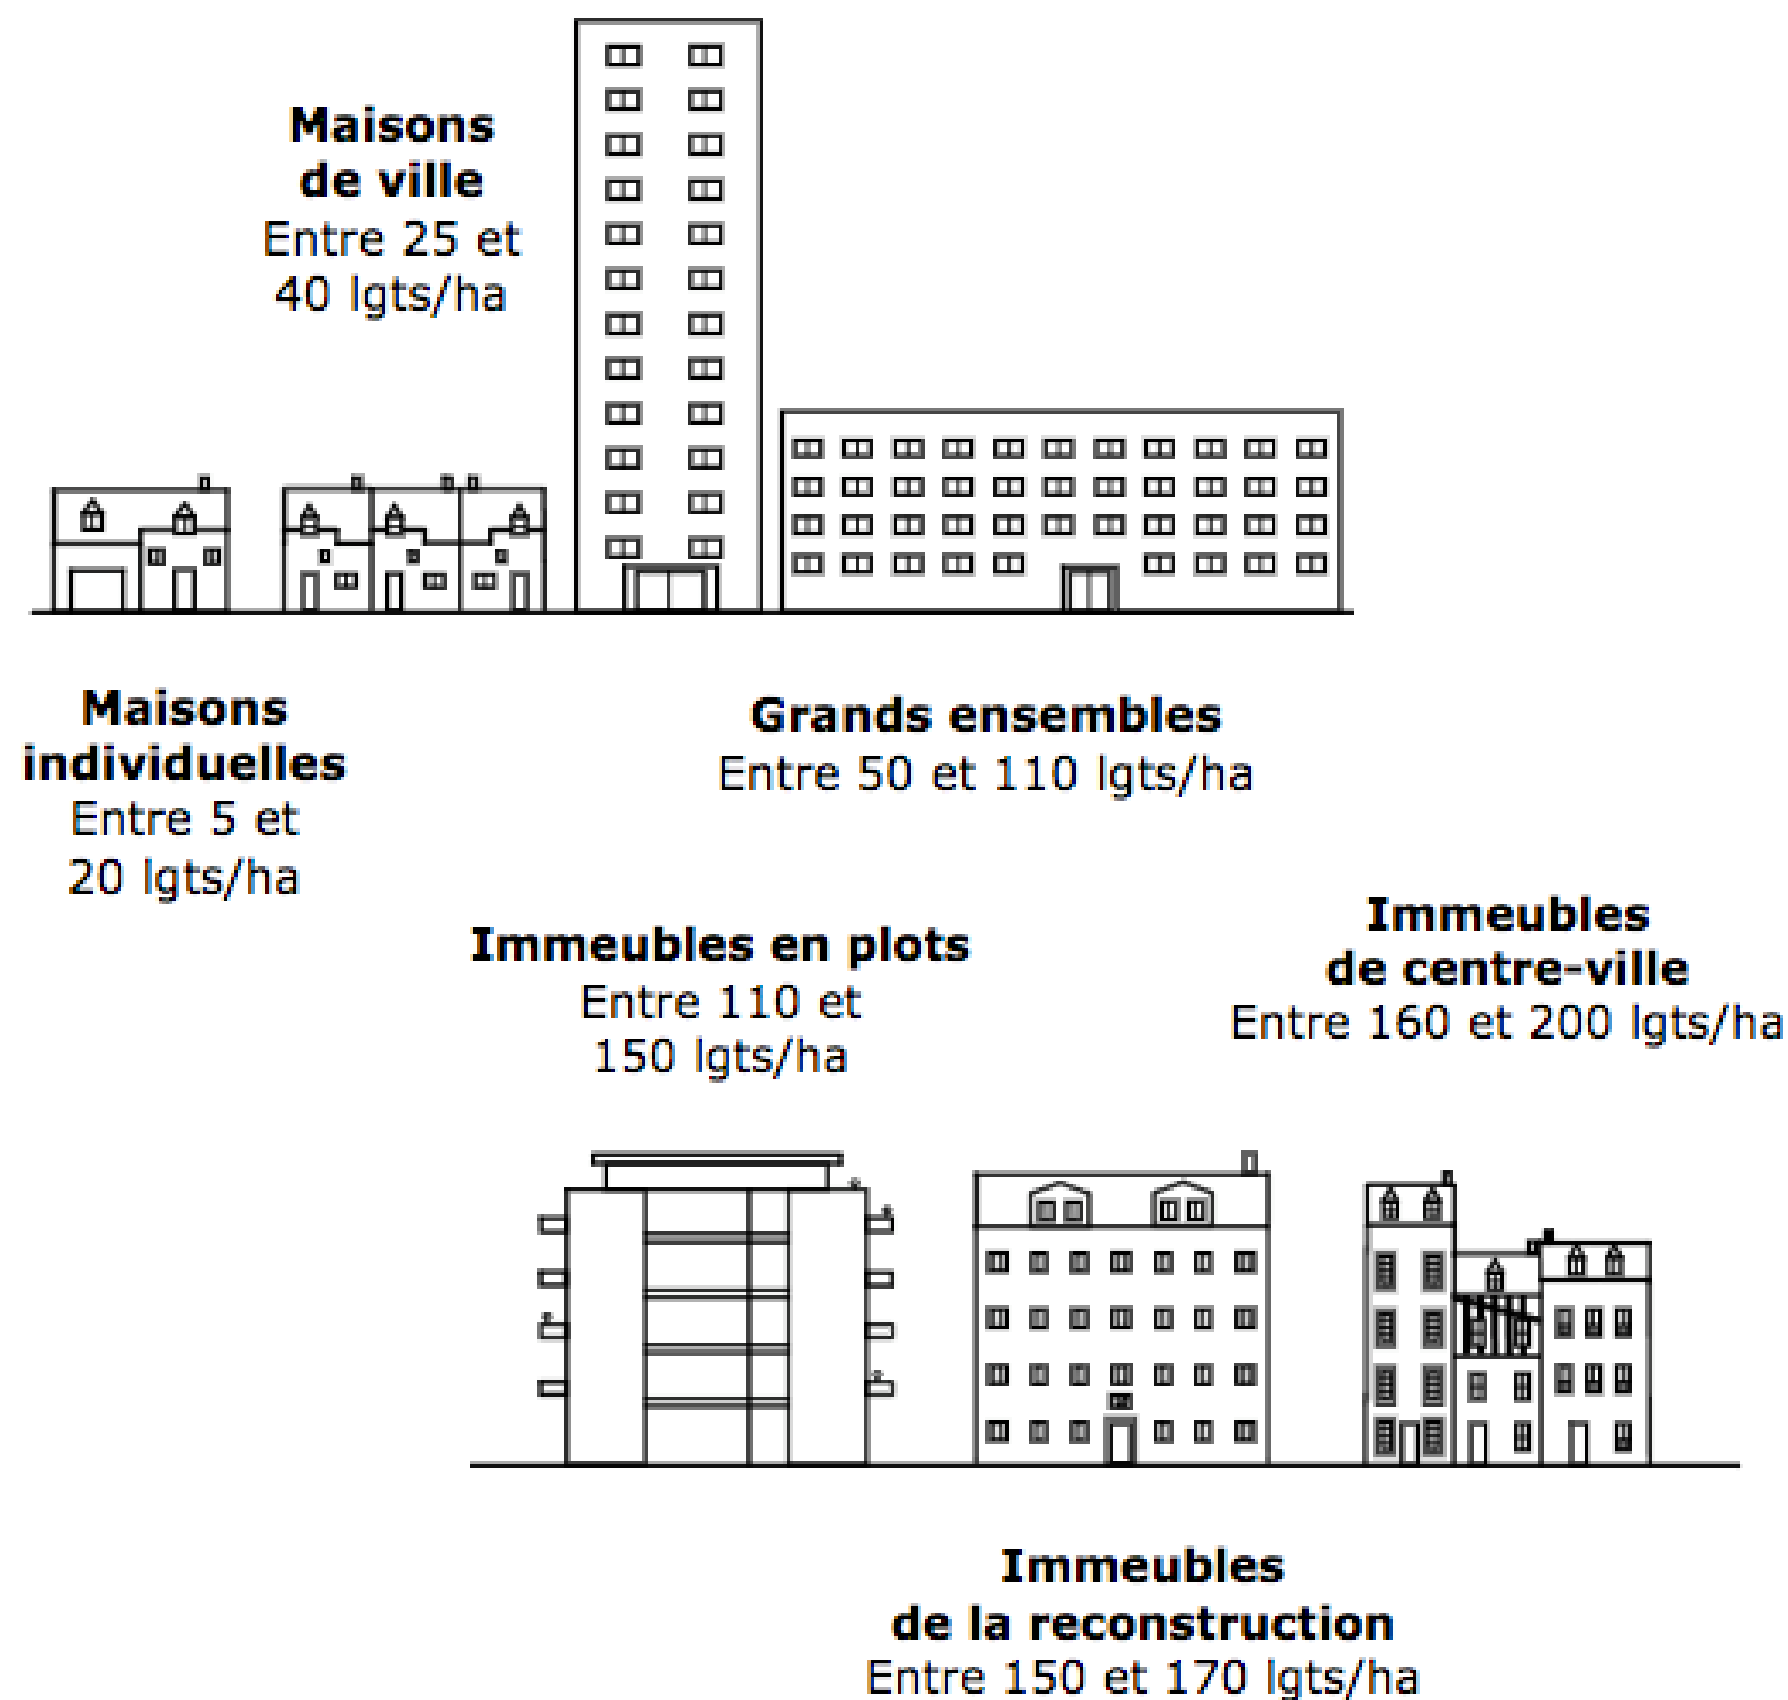 Maisons
de ville
Entre 25 et
40 lgts/ha
Maisons
individuelles
Entre 5 et
20 lgts/ha
Grands ensembles
Entre 50 et 110 lgts/ha
Immeubles en plots
Entre 110 et
150 lgts/ha
Immeubles
de centre-ville
Entre 160 et 200 lgts/ha
Immeubles
de la reconstruction
Entre 150 et 170 lgts/ha